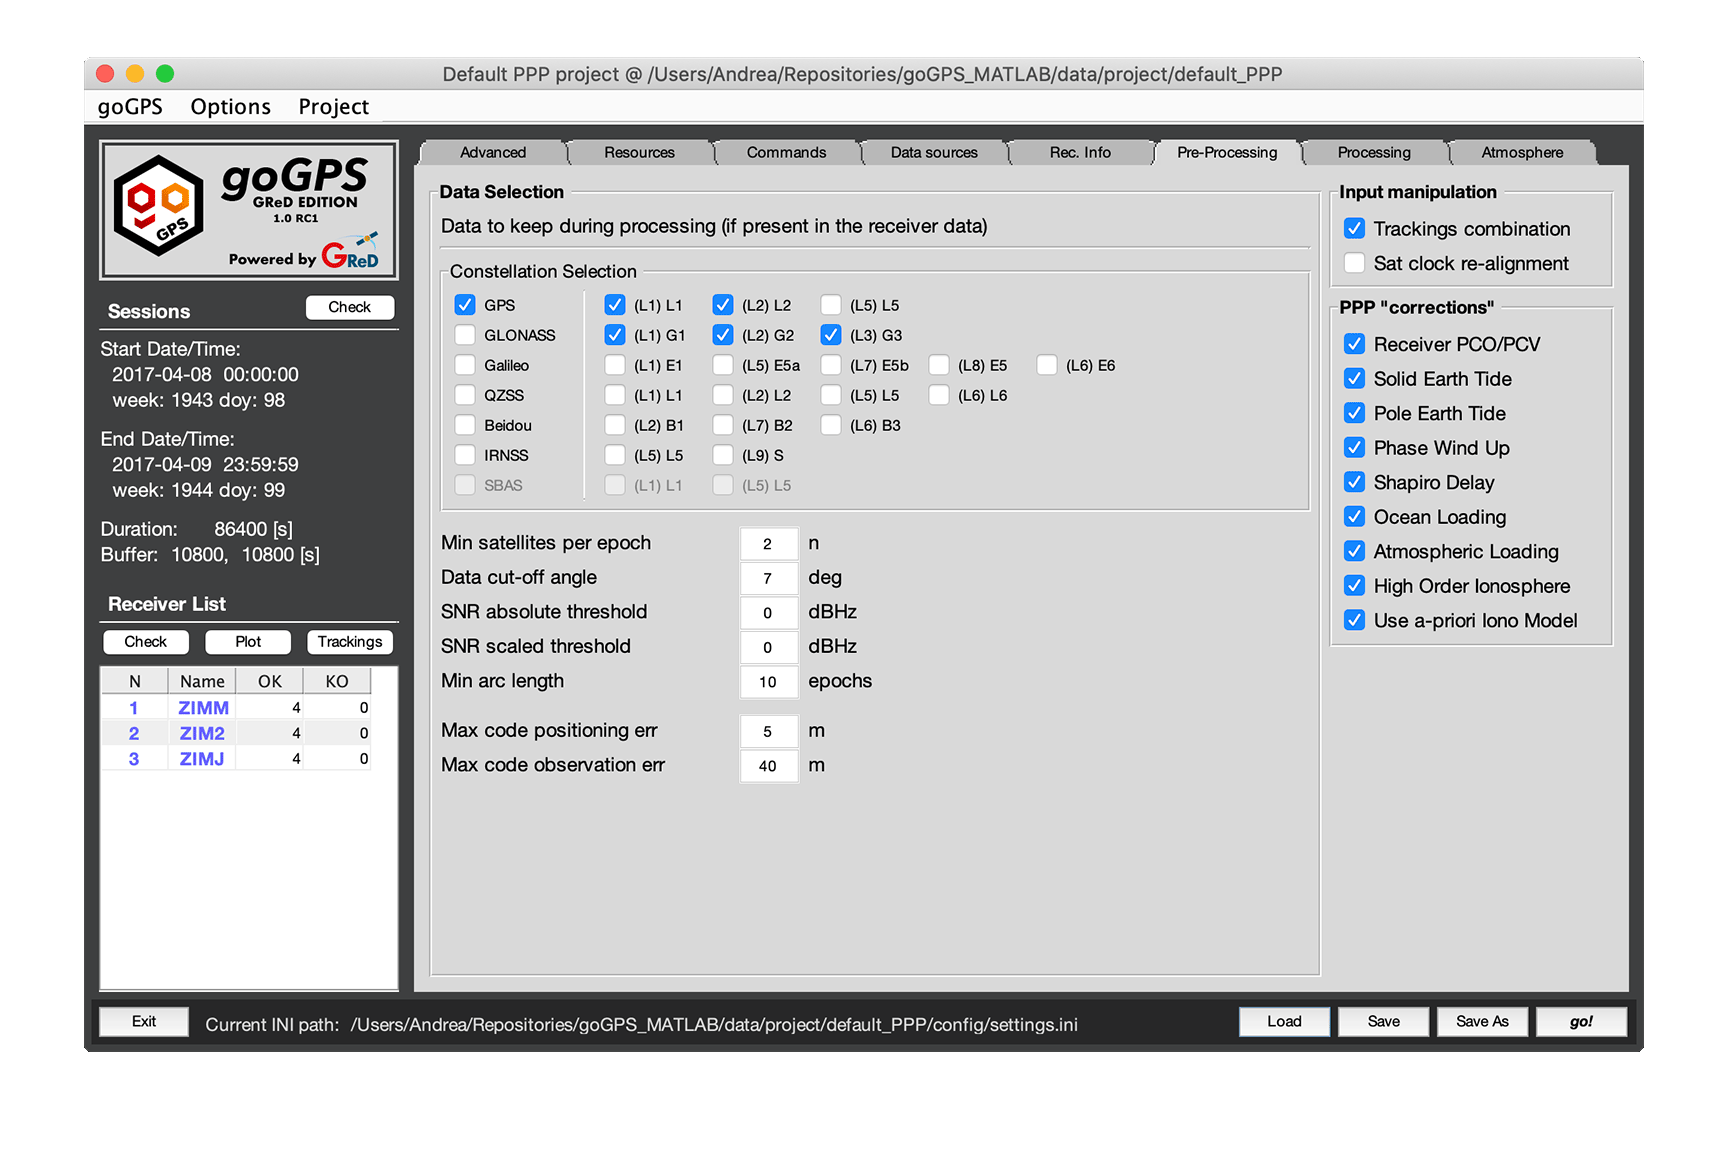 Default PPP project @ /Users/Andrea/Repositories/goGPS_MATLAB/data/project/default_PPP
goGPS Options Project
go
GPS
goGPS
GReD EDITION
1.0 RC1
Powered by GReD
Sessions Check
Start Date/Time:
2017-04-08 00:00:00
week: 1943 doy: 98
End Date/Time:
2017-04-09 23:59:59
week: 1944 doy: 99
Duration: 86400 [s]
Buffer: 10800, 10800 [s]
Receiver List
Check Plot Trackings
N Name OK KO
1 ZIMM 4 0
2 ZIM2 4 0
3 ZIMJ 4 0
Advanced Resources Commands Data sources Rec. Info Pre-Processing Processing Atmosphere
Data Selection
Data to keep during processing (if present in the receiver data)
Constellation Selection
GPS (L1) L1 (L2) L2 (L5) L5
GLONASS (L1) G1 (L2) G2 (L3) G3
Galileo (L1) E1 (L5) E5a (L7) E5b (L8) E5 (L6) E6
QZSS (L1) L1 (L2) L2 (L5) L5 (L6) L6
Beidou (L2) B1 (L7) B2 (L6) B3
IRNSS (L5) L5 (L9) S
SBAS (L1) L1 (L5) L5
Min satellites per epoch 2 n
Data cut-off angle 7 deg
SNR absolute threshold 0 dBHz
SNR scaled threshold 0 dBHz
Min arc length 10 epochs
Max code positioning err 5 m
Max code observation err 40 m
Input manipulation
Trackings combination
Sat clock re-alignment
PPP "corrections"
Receiver PCO/PCV
Solid Earth Tide
Pole Earth Tide
Phase Wind Up
Shapiro Delay
Ocean Loading
Atmospheric Loading
High Order Ionosphere
Use a-priori Iono Model
Exit Current INI path: /Users/Andrea/Repositories/goGPS_MATLAB/data/project/default_PPP/config/settings.ini Load Save Save As go!